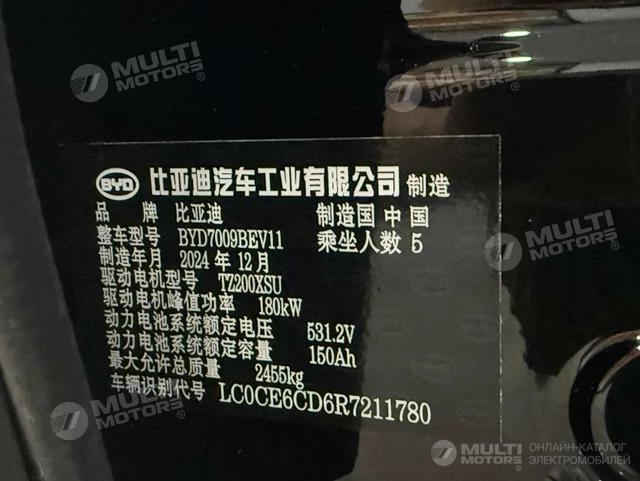 MULTI MOTORS®
MULTI MOTORS®
BYD 比亚迪汽车工业有限公司 制造
品 牌 比亚迪 制造国 中 国
整车型号 BYD7009BEV11 乘坐人数 5
制造年月 2024 年 12 月
驱动电机型号 TZ200XSU
驱动电机峰值功率 180kW
动力电池系统额定电压 531.2V
动力电池系统额定容量 150Ah
最大允许总质量 2455kg
车辆识别代号 LC0CE6CD6R7211780
MULTI MOTORS®
MULTI MOTORS®
MULTI MOTORS®
MULTI MOTORS®
MULTI MOTORS®
ОНЛАЙН-КАТАЛОГ
ЭЛЕКТРОМОБИЛЕЙ